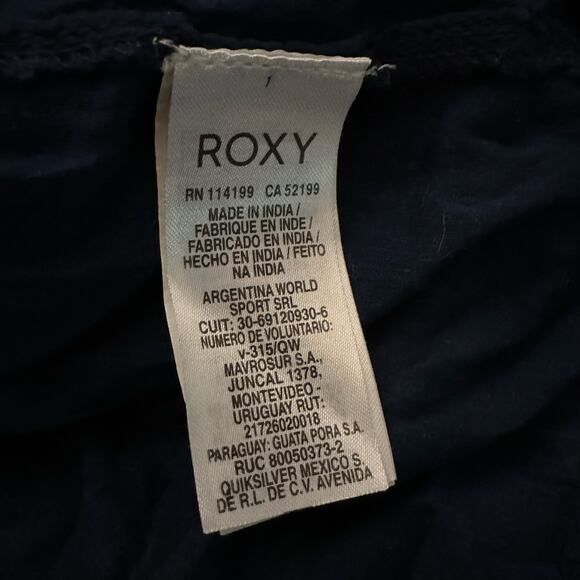 1
ROXY
RN 114199 CA 52199
MADE IN INDIA /
FABRIQUE EN INDE /
FABRICADO EN INDIA /
HECHO EN INDIA / FEITO
NA INDIA
ARGENTINA WORLD
SPORT SRL
CUIT: 30-69120930-6
NUMERO DE VOLUNTARIO:
v-315/QW
MAVROSUR S.A.,
JUNCAL 1378,
MONTEVIDEO -
URUGUAY RUT:
21726020018
PARAGUAY: GUATA PORA S.A.
RUC 80050373-2
QUIKSILVER MEXICO S.
DE R.L. DE C.V. AVENIDA